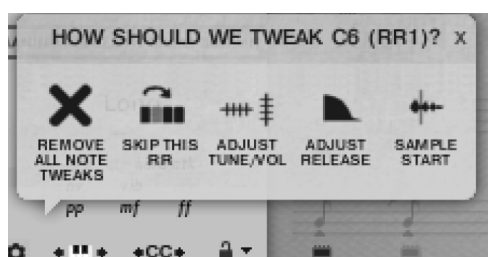 HOW SHOULD WE TWEAK C6 (RR1)? X
REMOVE
ALL NOTE
TWEAKS
SKIP THIS
RR
ADJUST
TUNE/VOL
ADJUST
RELEASE
SAMPLE
START
pp mf ff
CC